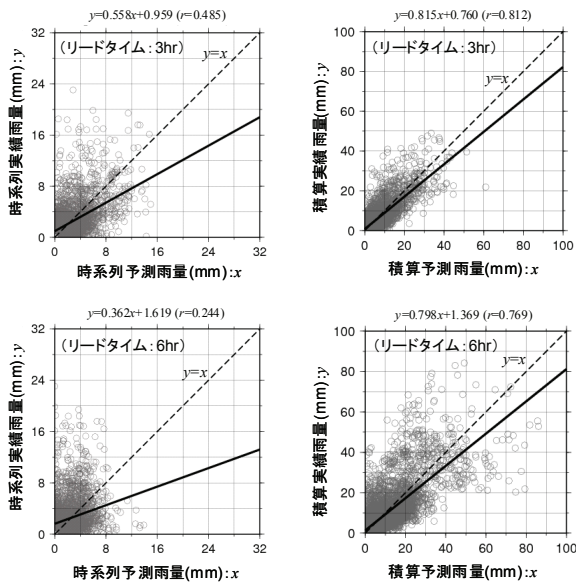 y=0.558x+0.959 (r=0.485)
(リードタイム:3hr)
y=x
32
24
16
8
0
時系列実績雨量(mm):y
0 8 16 24 32
時系列予測雨量(mm):x
y=0.815x+0.760 (r=0.812)
(リードタイム:3hr)
y=x
100
80
60
40
20
0
積算実績雨量(mm):y
0 20 40 60 80 100
積算予測雨量(mm):x
y=0.362x+1.619 (r=0.244)
(リードタイム:6hr)
y=x
32
24
16
8
0
時系列実績雨量(mm):y
0 8 16 24 32
時系列予測雨量(mm):x
y=0.798x+1.369 (r=0.769)
(リードタイム:6hr)
y=x
100
80
60
40
20
0
積算実績雨量(mm):y
0 20 40 60 80 100
積算予測雨量(mm):x